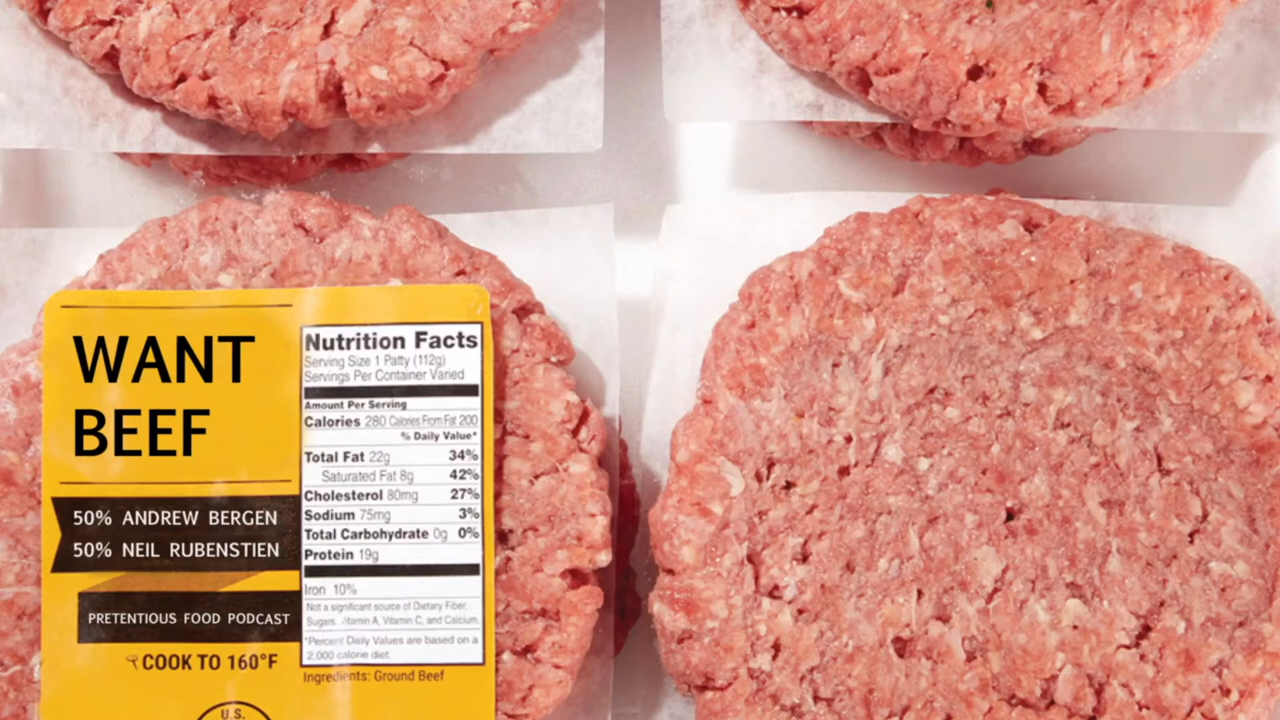 WANT
BEEF
50% ANDREW BERGEN
50% NEIL RUBENSTIEN
PRETENTIOUS FOOD PODCAST
COOK TO 160°F
U.S.
Nutrition Facts
Serving Size 1 Patty (112g)
Servings Per Container Varied
Amount Per Serving
Calories 280 Calories From Fat 200
% Daily Value*
Total Fat 22g 34%
Saturated Fat 8g 42%
Cholesterol 80mg 27%
Sodium 75mg 3%
Total Carbohydrate 0g 0%
Protein 19g
Iron 10%
Not a significant source of Dietary Fiber,
Sugars, Vitamin A, Vitamin C, and Calcium.
*Percent Daily Values are based on a
2,000 calorie diet.
Ingredients: Ground Beef